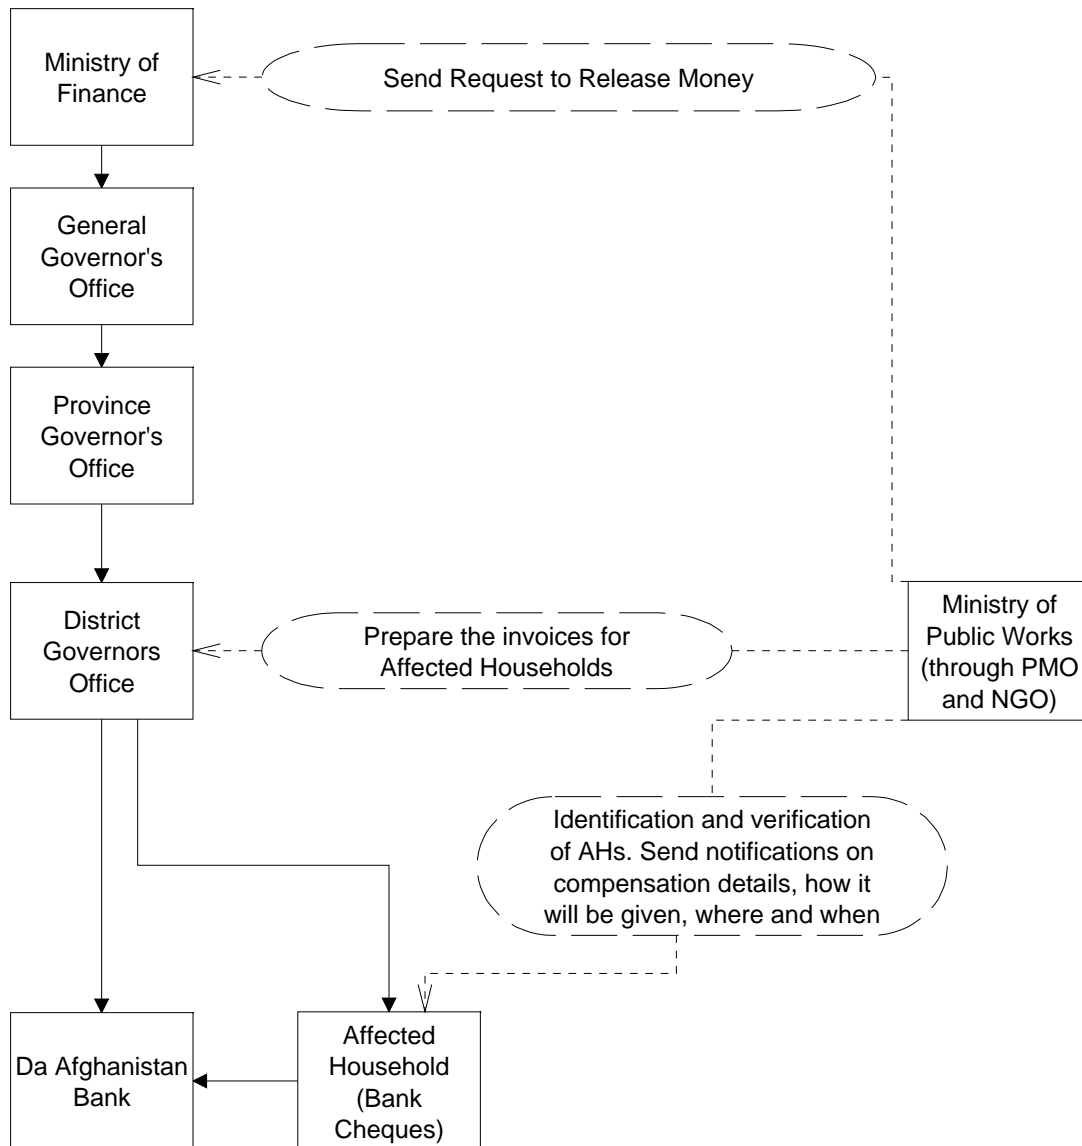 Ministry of
Finance
Send Request to Release Money
General
Governor's
Office
Province
Governor's
Office
District
Governors
Office
Prepare the invoices for
Affected Households
Ministry of
Public Works
(through PMO
and NGO)
Identification and verification
of AHs. Send notifications on
compensation details, how it
will be given, where and when
Da Afghanistan
Bank
Affected
Household
(Bank
Cheques)